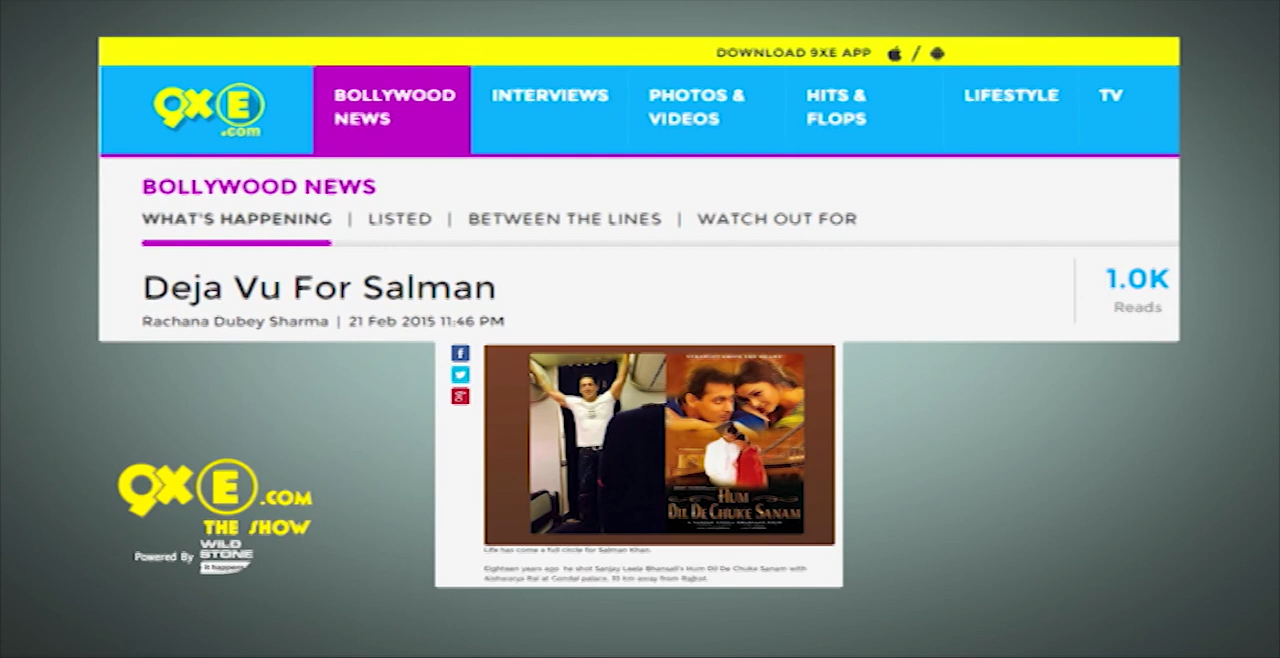 DOWNLOAD 9XE APP /
9XE
.com
BOLLYWOOD
NEWS
INTERVIEWS
PHOTOS &
VIDEOS
HITS &
FLOPS
LIFESTYLE
TV
BOLLYWOOD NEWS
WHAT'S HAPPENING | LISTED | BETWEEN THE LINES | WATCH OUT FOR
Deja Vu For Salman
1.0K
Reads
Rachana Dubey Sharma | 21 Feb 2015 11:46 PM
f
g+
HUM
DIL DE CHUKE SANAM
Life has come a full circle for Salman Khan.
Eighteen years ago he shot Sanjay Leela Bhansali's Hum Dil De Chuke Sanam with
Aishwarya Rai at Gondal palace, km away from Rajkot.
9XE.COM
THE SHOW
Powered By WILD
STONE
It happens